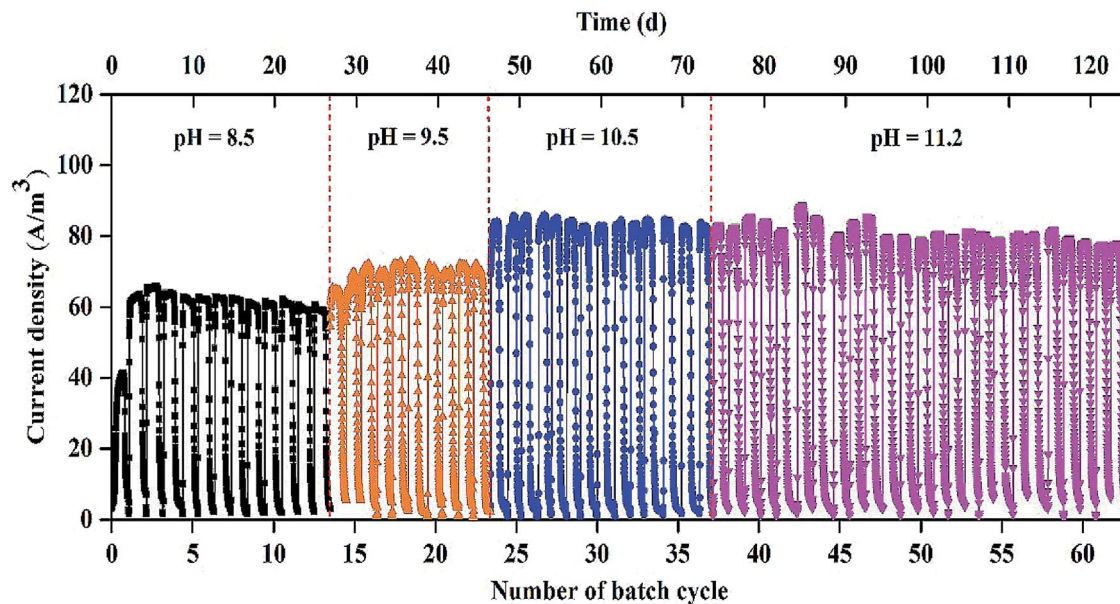 Time (d)
0 10 20 30 40 50 60 70 80 90 100 110 120
120
100
80
60
40
20
0
Current density (A/m³)
pH = 8.5 pH = 9.5 pH = 10.5 pH = 11.2
0 5 10 15 20 25 30 35 40 45 50 55 60
Number of batch cycle